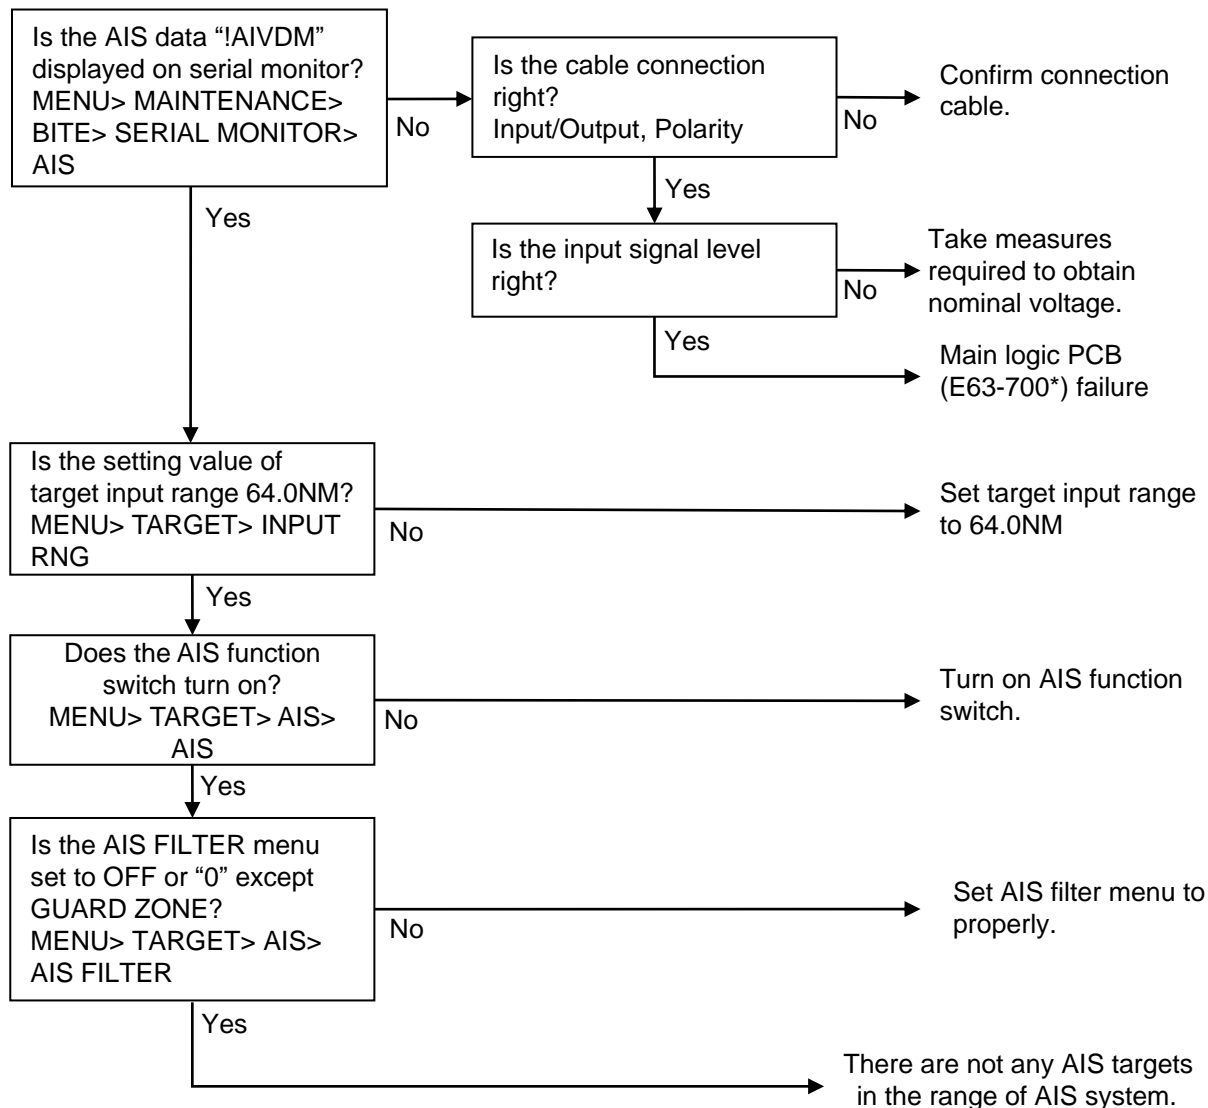 Is the AIS data “!AIVDM”
displayed on serial monitor?
MENU> MAINTENANCE>
BITE> SERIAL MONITOR>
AIS
No
Is the cable connection
right?
Input/Output, Polarity
No
Confirm connection
cable.
Yes
Yes
Is the input signal level
right?
No
Take measures
required to obtain
nominal voltage.
Yes
Main logic PCB
(E63-700*) failure
Is the setting value of
target input range 64.0NM?
MENU> TARGET> INPUT
RNG
No
Set target input range
to 64.0NM
Yes
Does the AIS function
switch turn on?
MENU> TARGET> AIS>
AIS
No
Turn on AIS function
switch.
Yes
Is the AIS FILTER menu
set to OFF or “0” except
GUARD ZONE?
MENU> TARGET> AIS>
AIS FILTER
No
Set AIS filter menu to
properly.
Yes
There are not any AIS targets
in the range of AIS system.